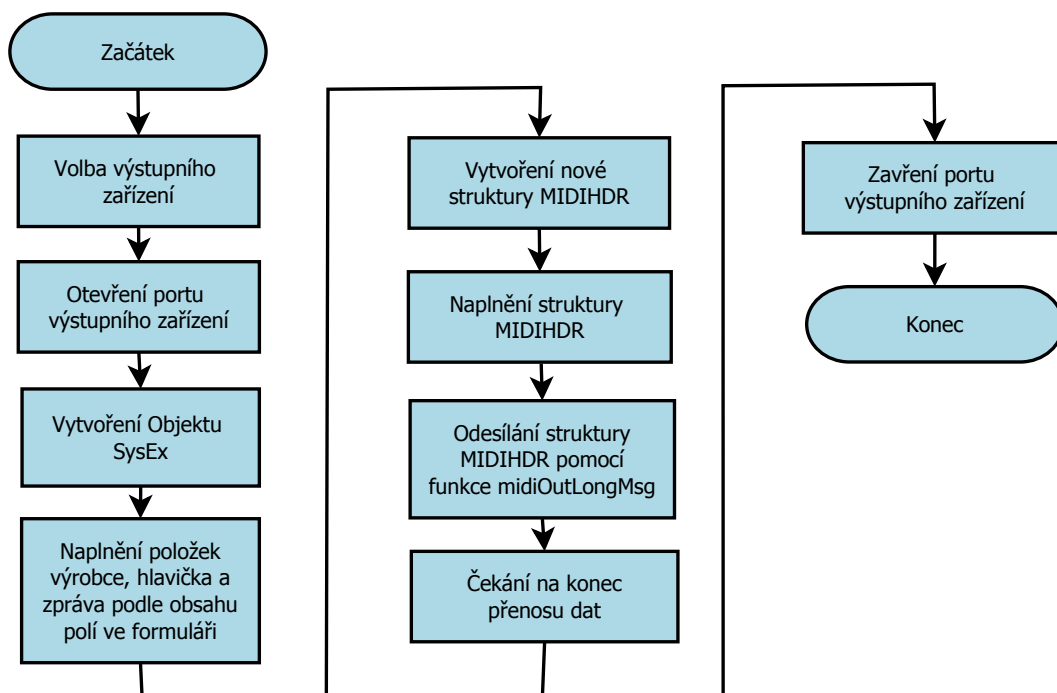 Začátek
Volba výstupního
zařízení
Otevření portu
výstupního zařízení
Vytvoření Objektu
SysEx
Naplnění položek
výrobce, hlavička a
zpráva podle obsahu
polí ve formuláři
Vytvoření nové
struktury MIDIHDR
Naplnění struktury
MIDIHDR
Odesílání struktury
MIDIHDR pomocí
funkce midiOutLongMsg
Čekání na konec
přenosu dat
Zavření portu
výstupního zařízení
Konec